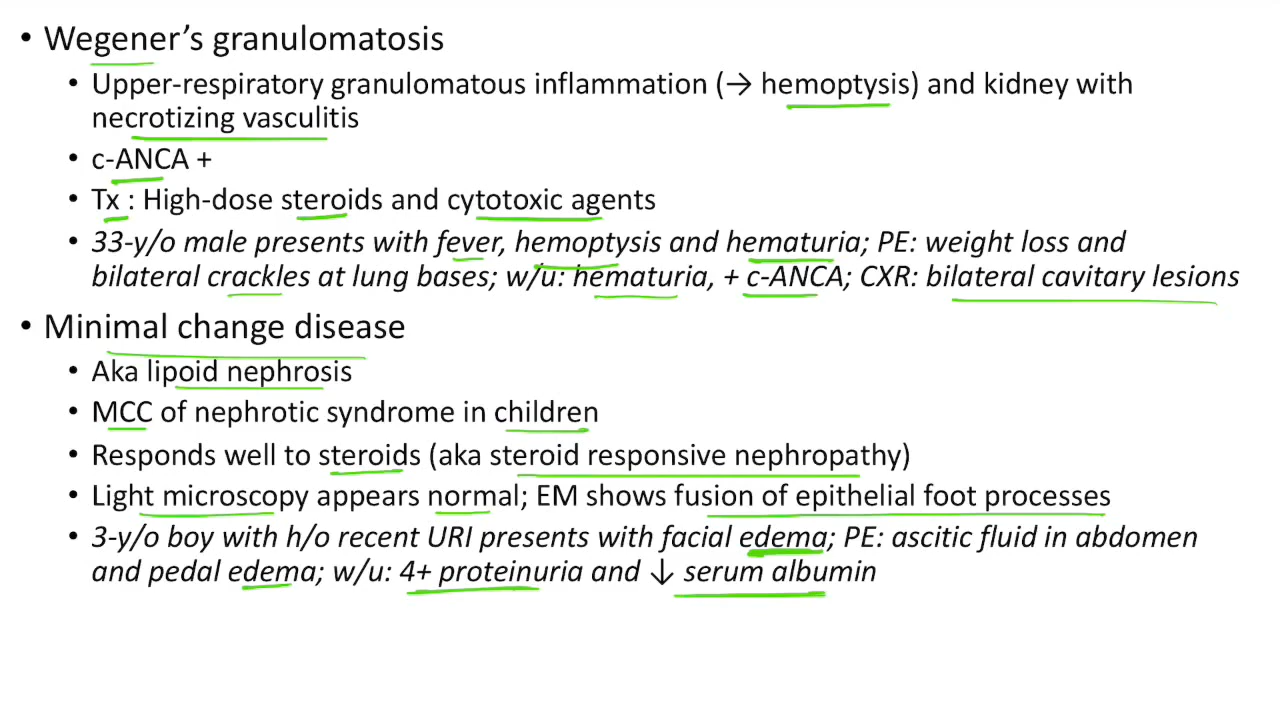 • Wegener’s granulomatosis
• Upper-respiratory granulomatous inflammation (→ hemoptysis) and kidney with
necrotizing vasculitis
• c-ANCA +
• Tx : High-dose steroids and cytotoxic agents
• 33-y/o male presents with fever, hemoptysis and hematuria; PE: weight loss and
bilateral crackles at lung bases; w/u: hematuria, + c-ANCA; CXR: bilateral cavitary lesions
• Minimal change disease
• Aka lipoid nephrosis
• MCC of nephrotic syndrome in children
• Responds well to steroids (aka steroid responsive nephropathy)
• Light microscopy appears normal; EM shows fusion of epithelial foot processes
• 3-y/o boy with h/o recent URI presents with facial edema; PE: ascitic fluid in abdomen
and pedal edema; w/u: 4+ proteinuria and ↓ serum albumin